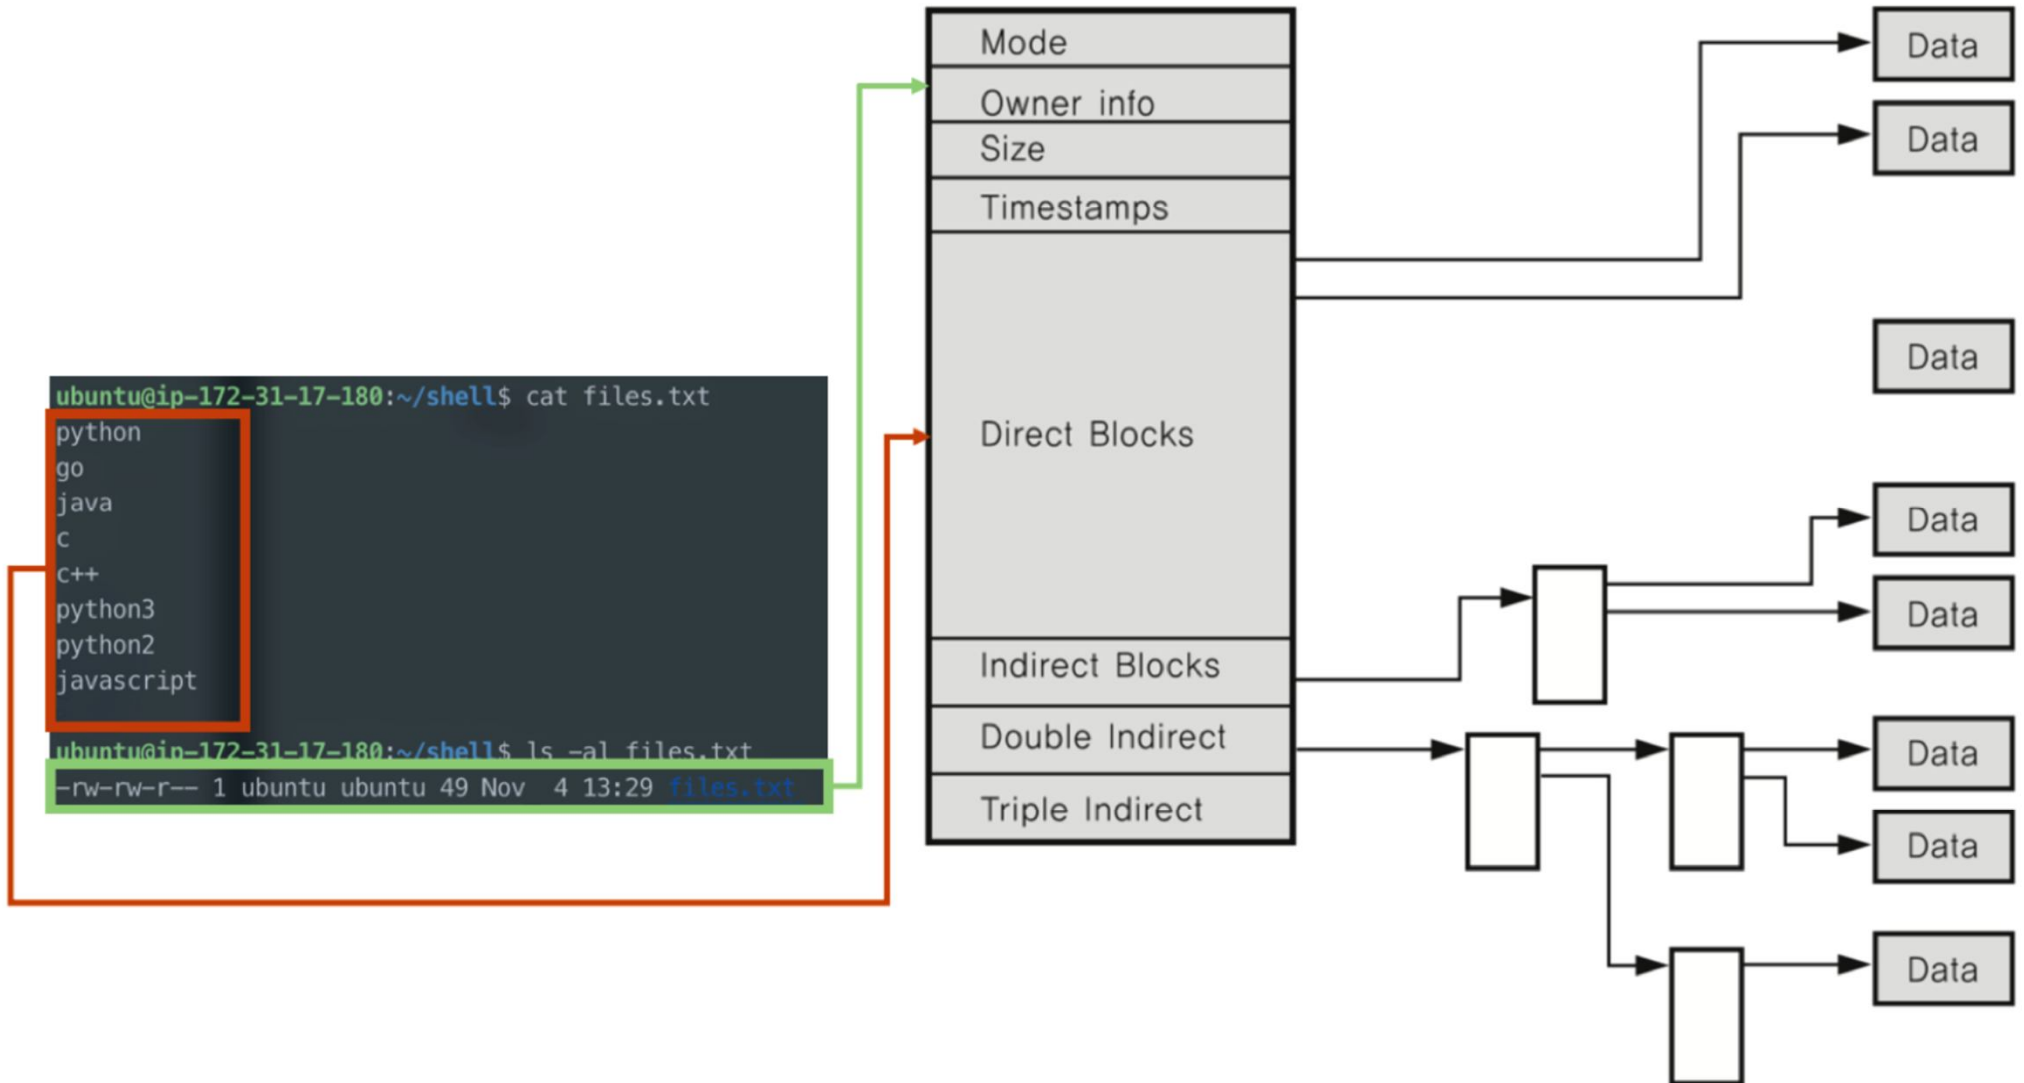 ubuntu@ip-172-31-17-180:~/shell$ cat files.txt
python
go
java
c
c++
python3
python2
javascript
ubuntu@ip-172-31-17-180:~/shell$ ls -al files.txt
-rw-rw-r-- 1 ubuntu ubuntu 49 Nov  4 13:29 files.txt
Mode
Owner info
Size
Timestamps
Direct Blocks
Indirect Blocks
Double Indirect
Triple Indirect
Data
Data
Data
Data
Data
Data
Data
Data